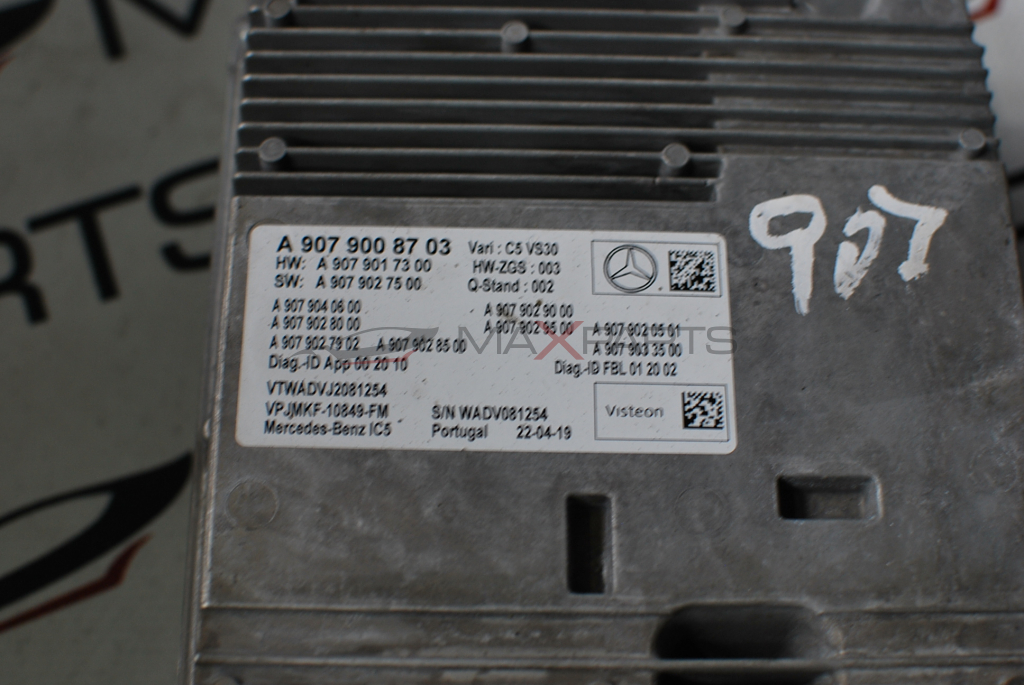 A 907 900 87 03 Vari : C5 VS30
HW: A 907 901 73 00 HW-ZGS : 003
SW: A 907 902 75 00 Q-Stand : 002
A 907 904 06 00 A 907 902 90 00
A 907 902 80 00 A 907 902 95 00 A 907 902 05 01
A 907 902 79 02 A 907 902 85 00 A 907 903 35 00
Diag.-ID App 00 20 10 Diag.-ID FBL 01 20 02
VTWADVJ2081254
VPJMKF-10849-FM S/N WADV081254
Mercedes-Benz IC5 Portugal 22-04-19
Visteon
907
MAXPARTS